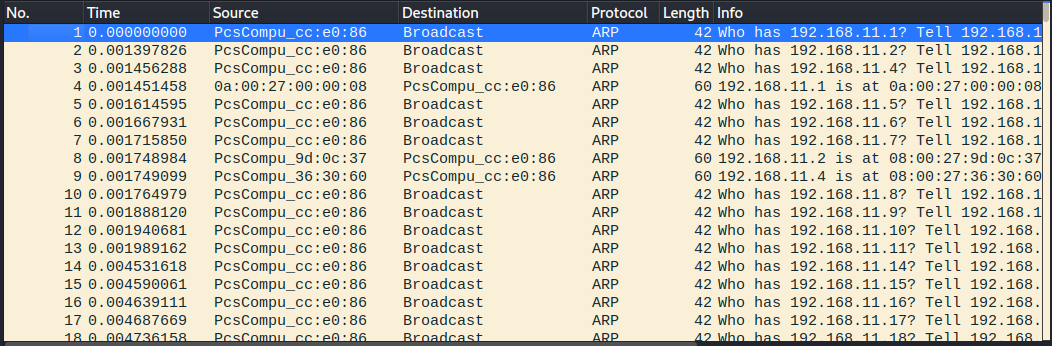 No. Time Source Destination Protocol Length Info
1 0.000000000 PcsCompu_cc:e0:86 Broadcast ARP 42 Who has 192.168.11.1? Tell 192.168.1
2 0.001397826 PcsCompu_cc:e0:86 Broadcast ARP 42 Who has 192.168.11.2? Tell 192.168.1
3 0.001456288 PcsCompu_cc:e0:86 Broadcast ARP 42 Who has 192.168.11.4? Tell 192.168.1
4 0.001451458 0a:00:27:00:00:08 PcsCompu_cc:e0:86 ARP 60 192.168.11.1 is at 0a:00:27:00:00:08
5 0.001614595 PcsCompu_cc:e0:86 Broadcast ARP 42 Who has 192.168.11.5? Tell 192.168.1
6 0.001667931 PcsCompu_cc:e0:86 Broadcast ARP 42 Who has 192.168.11.6? Tell 192.168.1
7 0.001715850 PcsCompu_cc:e0:86 Broadcast ARP 42 Who has 192.168.11.7? Tell 192.168.1
8 0.001748984 PcsCompu_9d:0c:37 PcsCompu_cc:e0:86 ARP 60 192.168.11.2 is at 08:00:27:9d:0c:37
9 0.001749099 PcsCompu_36:30:60 PcsCompu_cc:e0:86 ARP 60 192.168.11.4 is at 08:00:27:36:30:60
10 0.001764979 PcsCompu_cc:e0:86 Broadcast ARP 42 Who has 192.168.11.8? Tell 192.168.1
11 0.001888120 PcsCompu_cc:e0:86 Broadcast ARP 42 Who has 192.168.11.9? Tell 192.168.1
12 0.001940681 PcsCompu_cc:e0:86 Broadcast ARP 42 Who has 192.168.11.10? Tell 192.168.
13 0.001989162 PcsCompu_cc:e0:86 Broadcast ARP 42 Who has 192.168.11.11? Tell 192.168.
14 0.004531618 PcsCompu_cc:e0:86 Broadcast ARP 42 Who has 192.168.11.14? Tell 192.168.
15 0.004590061 PcsCompu_cc:e0:86 Broadcast ARP 42 Who has 192.168.11.15? Tell 192.168.
16 0.004639111 PcsCompu_cc:e0:86 Broadcast ARP 42 Who has 192.168.11.16? Tell 192.168.
17 0.004687669 PcsCompu_cc:e0:86 Broadcast ARP 42 Who has 192.168.11.17? Tell 192.168.
18 0.004736158 PcsCompu_cc:e0:86 Broadcast ARP 42 Who has 192.168.11.18? Tell 192.168.